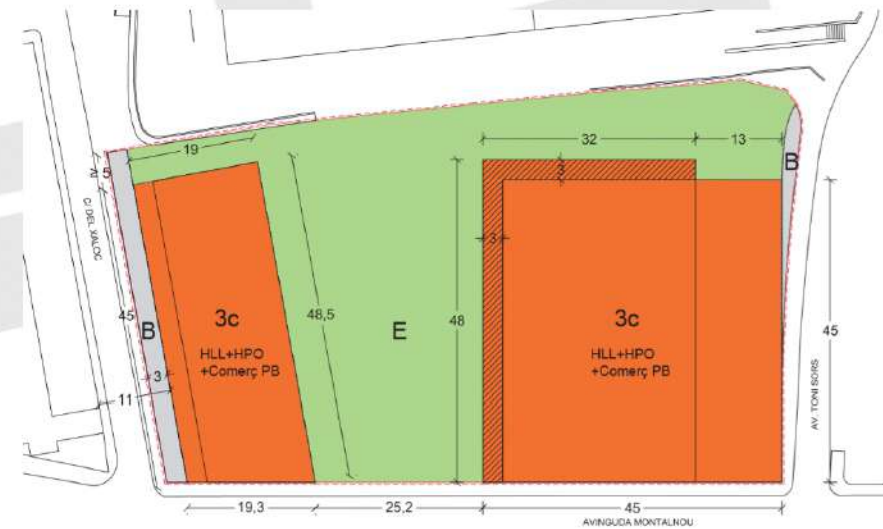 32
13
19
3
B
4,5
C/ DEL XALOC
3
3c
HLL+HPO
+Comerç PB
48,5
E
48
3c
HLL+HPO
+Comerç PB
45
B
3
11
45
AV. TONI SORS
19,3
25,2
45
AVINGUDA MONTALNOU